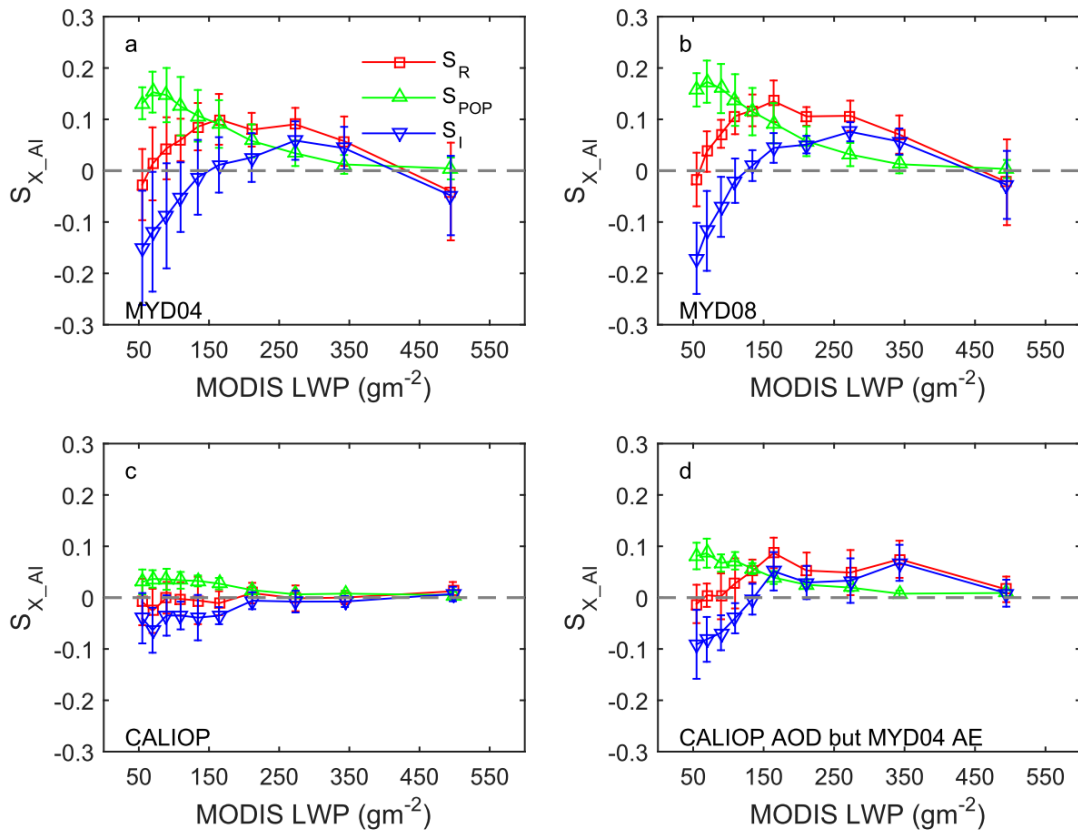 a
S_R
S_POP
S_I
0.3
0.2
0.1
0
-0.1
-0.2
-0.3
S_X_AI
MYD04
50 150 250 350 450 550
MODIS LWP (gm-2)
b
0.3
0.2
0.1
0
-0.1
-0.2
-0.3
S_X_AI
MYD08
50 150 250 350 450 550
MODIS LWP (gm-2)
c
0.3
0.2
0.1
0
-0.1
-0.2
-0.3
S_X_AI
CALIOP
50 150 250 350 450 550
MODIS LWP (gm-2)
d
0.3
0.2
0.1
0
-0.1
-0.2
-0.3
S_X_AI
CALIOP AOD but MYD04 AE
50 150 250 350 450 550
MODIS LWP (gm-2)